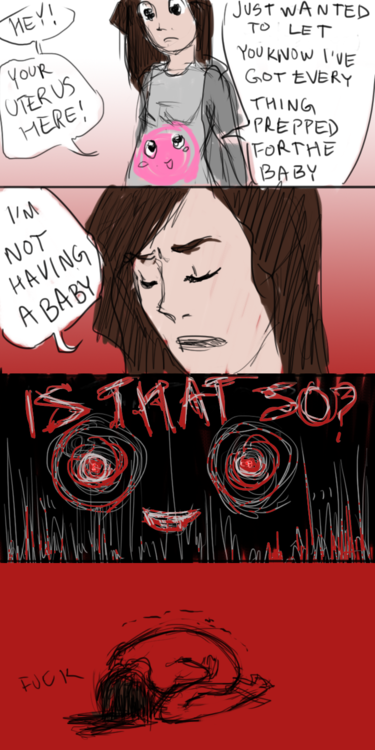 HEY!
YOUR
UTERUS
HERE!
JUST WANTED
TO LET
YOU KNOW I'VE
GOT EVERY
THING
PREPPED
FOR THE
BABY
I'M
NOT
HAVING
A BABY
IS THAT SO?
FUCK